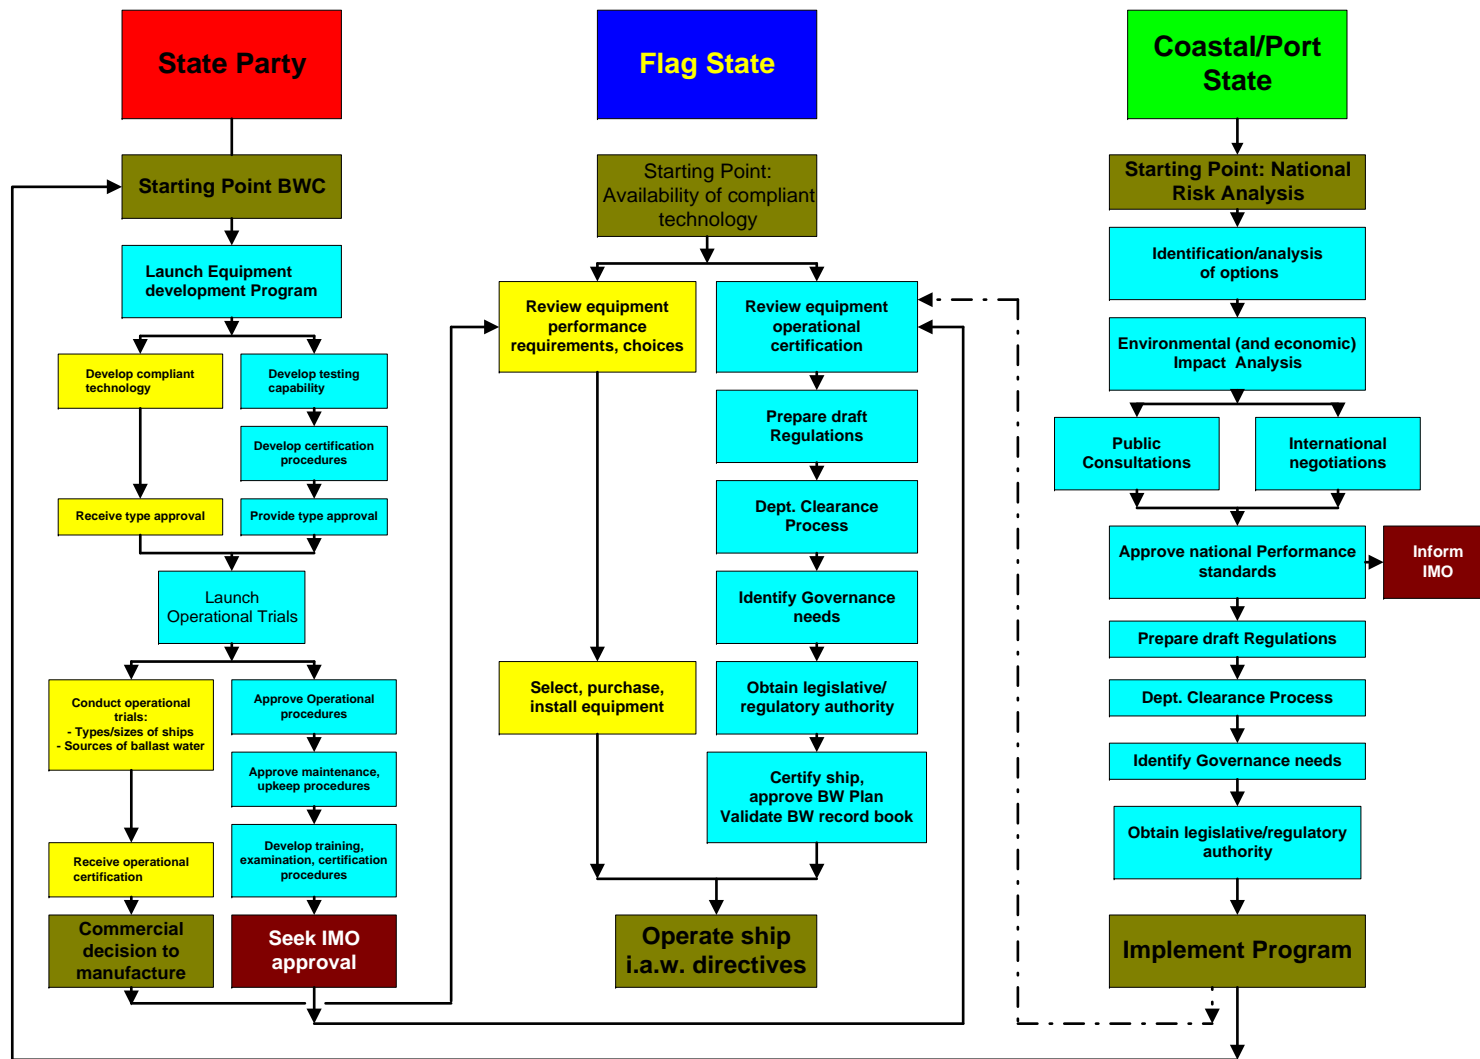 State Party
Starting Point BWC
Launch Equipment
development Program
Develop compliant
technology
Develop testing
capability
Develop certification
procedures
Receive type approval
Provide type approval
Launch
Operational Trials
Conduct operational
trials:
- Types/sizes of ships
- Sources of ballast water
Approve Operational
procedures
Approve maintenance,
upkeep procedures
Receive operational
certification
Develop training,
examination, certification
procedures
Commercial
decision to
manufacture
Seek IMO
approval
Flag State
Starting Point:
Availability of compliant
technology
Review equipment
performance
requirements, choices
Review equipment
operational
certification
Prepare draft
Regulations
Dept. Clearance
Process
Identify Governance
needs
Select, purchase,
install equipment
Obtain legislative/
regulatory authority
Certify ship,
approve BW Plan
Validate BW record book
Operate ship
i.a.w. directives
Coastal/Port
State
Starting Point: National
Risk Analysis
Identification/analysis
of options
Environmental (and economic)
Impact Analysis
Public
Consultations
International
negotiations
Approve national Performance
standards
Inform
IMO
Prepare draft Regulations
Dept. Clearance Process
Identify Governance needs
Obtain legislative/regulatory
authority
Implement Program